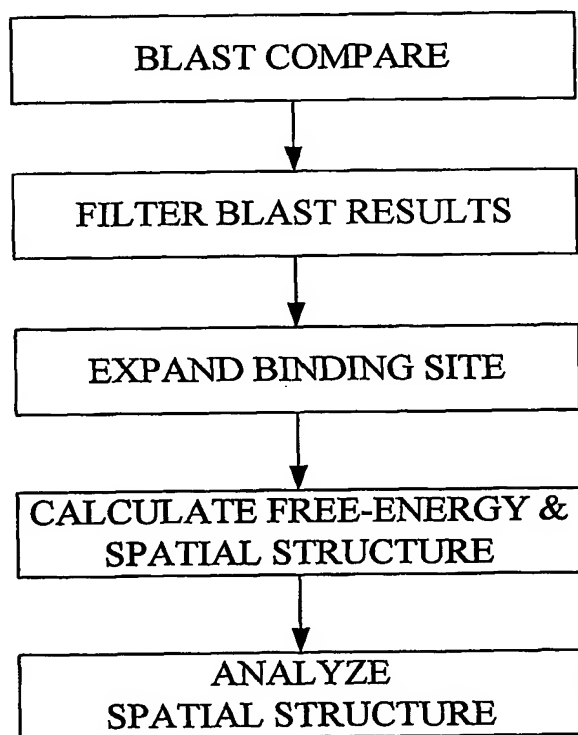 BLAST COMPARE
FILTER BLAST RESULTS
EXPAND BINDING SITE
CALCULATE FREE-ENERGY &
SPATIAL STRUCTURE
ANALYZE
SPATIAL STRUCTURE